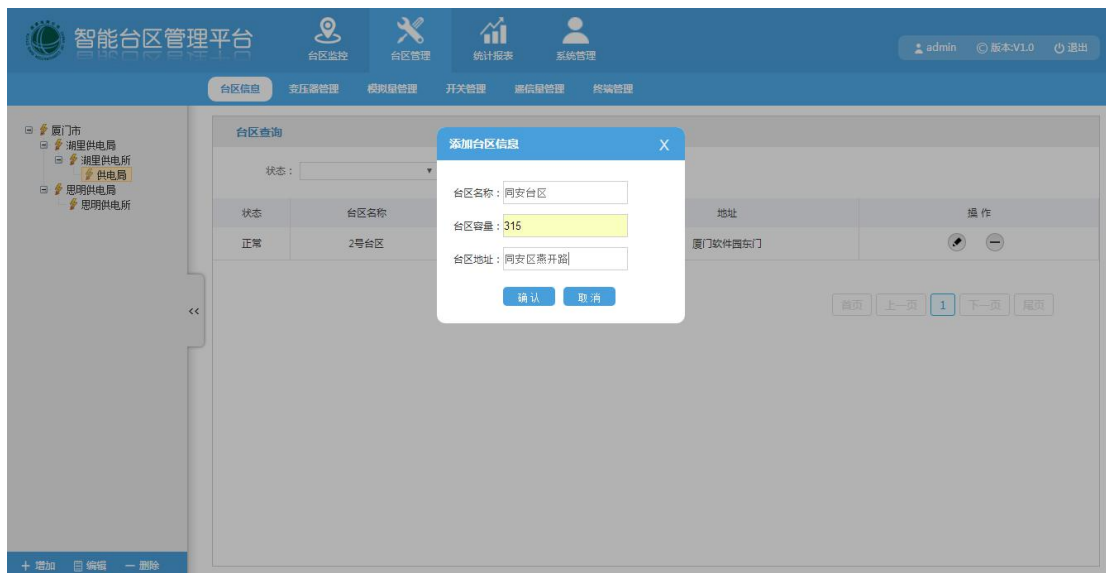 智能台区管理平台
台区监控
台区管理
统计报表
系统管理
admin ©版本:V1.0 退出
台区信息 变压器管理 模拟量管理 开关管理 遥信量管理 终端管理
厦门市
湖里供电局
湖里供电所
供电局
思明供电局
思明供电所
台区查询
状态：
状态 台区名称 地址 操作
正常 2号台区 厦门软件园东门
首页 上一页 1 下一页 尾页
<<
添加台区信息 X
台区名称：同安台区
台区容量：315
台区地址：同安区燕开路
确认 取消
+ 增加 编辑 — 删除